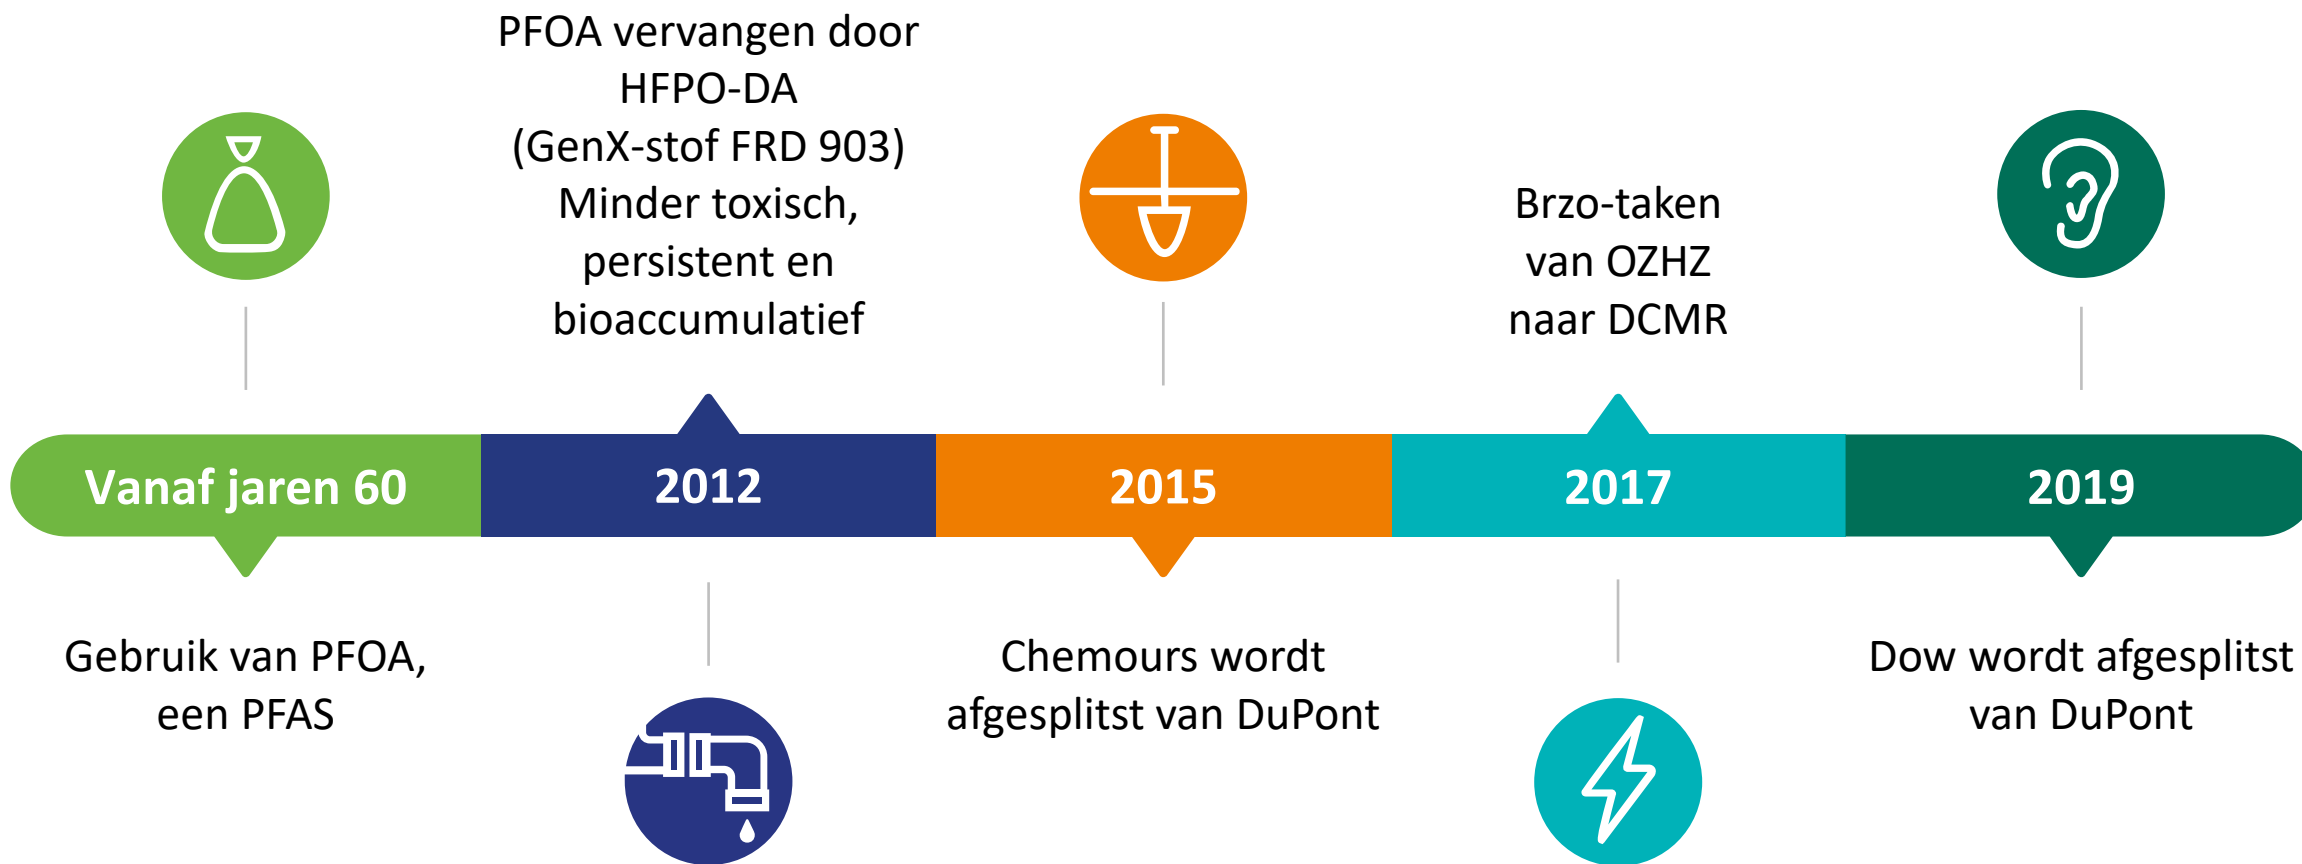 PFOA vervangen door
HFPO-DA
(GenX-stof FRD 903)
Minder toxisch,
persistent en
bioaccumulatief
Brzo-taken
van OZHZ
naar DCMR
Vanaf jaren 60
2012
2015
2017
2019
Gebruik van PFOA,
een PFAS
Chemours wordt
afgesplitst van DuPont
Dow wordt afgesplitst
van DuPont